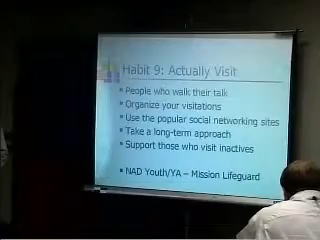 Habit 9: Actually Visit
People who walk their talk
Organize your visitations
Use the popular social networking sites
Take a long-term approach
Support those who visit inactives
NAD Youth/YA – Mission Lifeguard